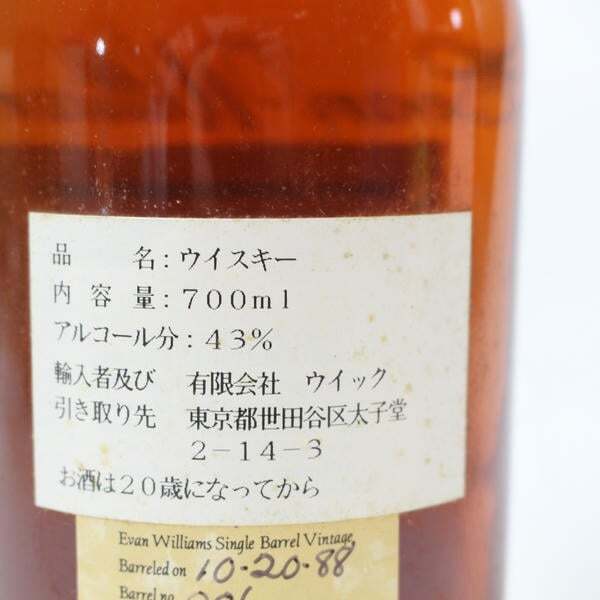 品 名：ウイスキー
内容量：700ml
アルコール分：43%
輸入者及び 有限会社 ウイック
引き取り先 東京都世田谷区太子堂
2-14-3
お酒は20歳になってから
Evan Williams Single Barrel Vintage,
Barreled on 10-20-88
Barrel no.